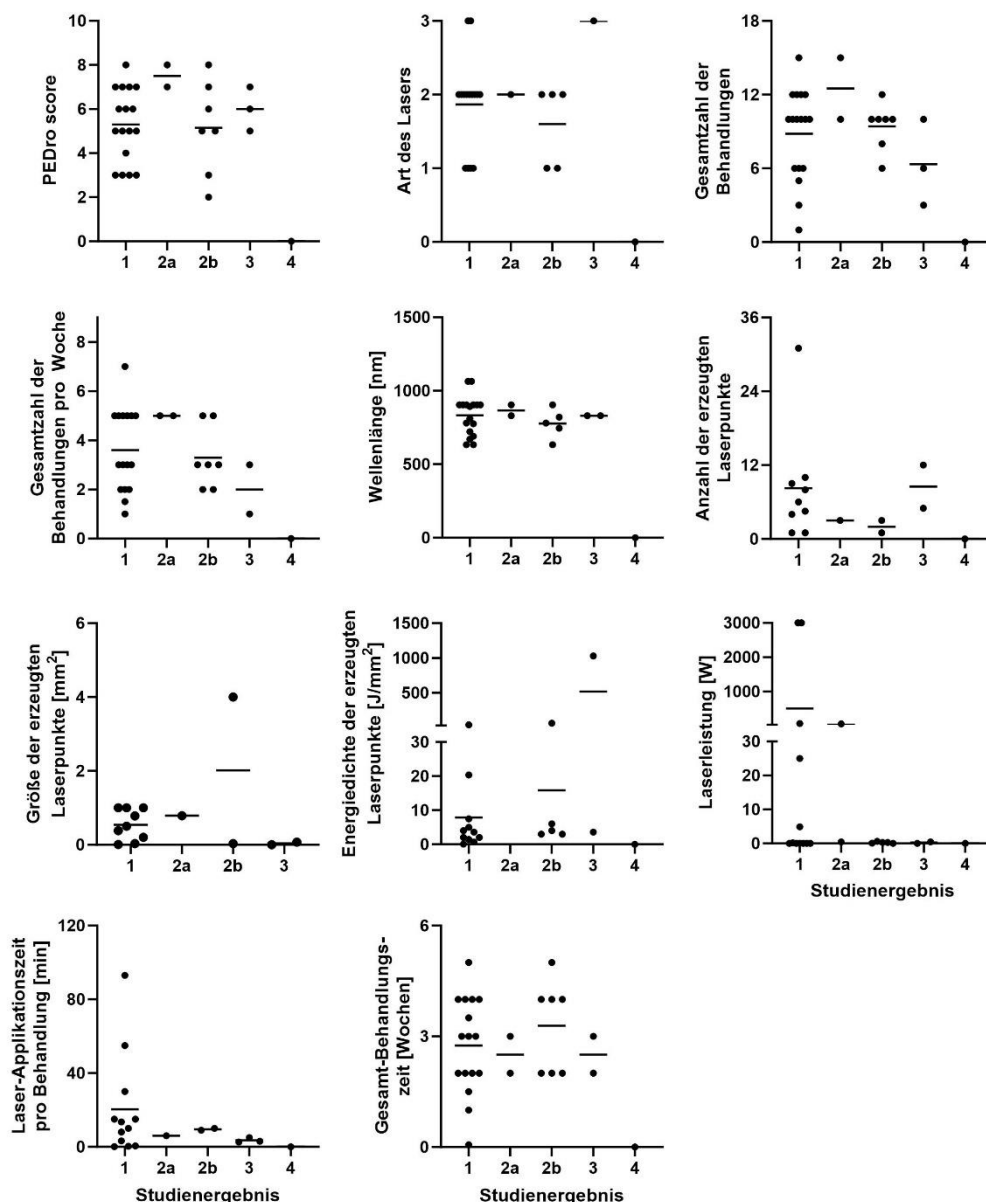 PEDro score
10
8
6
4
2
0
1 2a 2b 3 4
Art des Lasers
3
2
1
0
1 2a 2b 3 4
Gesamtzahl der
Behandlungen
18
12
6
0
1 2a 2b 3 4
Gesamtzahl der
Behandlungen pro Woche
8
6
4
2
0
1 2a 2b 3 4
Wellenlänge [nm]
1500
1000
500
0
1 2a 2b 3 4
Anzahl der erzeugten
Laserpunkte
36
24
12
0
1 2a 2b 3 4
Größe der erzeugten
Laserpunkte [mm²]
6
4
2
0
1 2a 2b 3
Energiedichte der erzeugten
Laserpunkte [J/mm²]
1500
1000
500
30
20
10
0
1 2a 2b 3 4
Laserleistung [W]
3000
2000
1000
30
20
10
0
1 2a 2b 3 4
Studienergebnis
Laser-Applikationszeit
pro Behandlung [min]
120
80
40
0
1 2a 2b 3 4
Studienergebnis
Gesamt-Behandlungs-
zeit [Wochen]
6
3
0
1 2a 2b 3 4
Studienergebnis